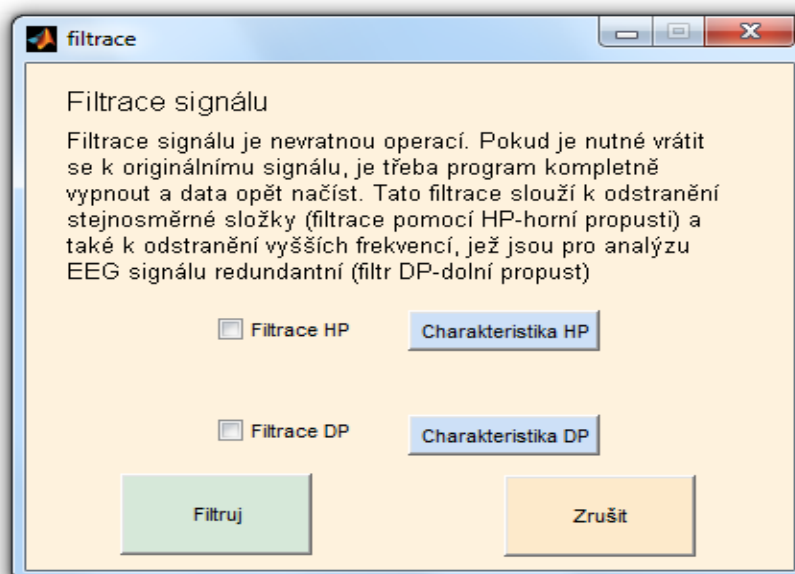 filtrace
Filtrace signálu
Filtrace signálu je nevratnou operací. Pokud je nutné vrátit
se k originálnímu signálu, je třeba program kompletně
vypnout a data opět načíst. Tato filtrace slouží k odstranění
stejnosměrné složky (filtrace pomocí HP-horní propusti) a
také k odstranění vyšších frekvencí, jež jsou pro analýzu
EEG signálu redundantní (filtr DP-dolní propust)
Filtrace HP
Charakteristika HP
Filtrace DP
Charakteristika DP
Filtruj
Zrušit